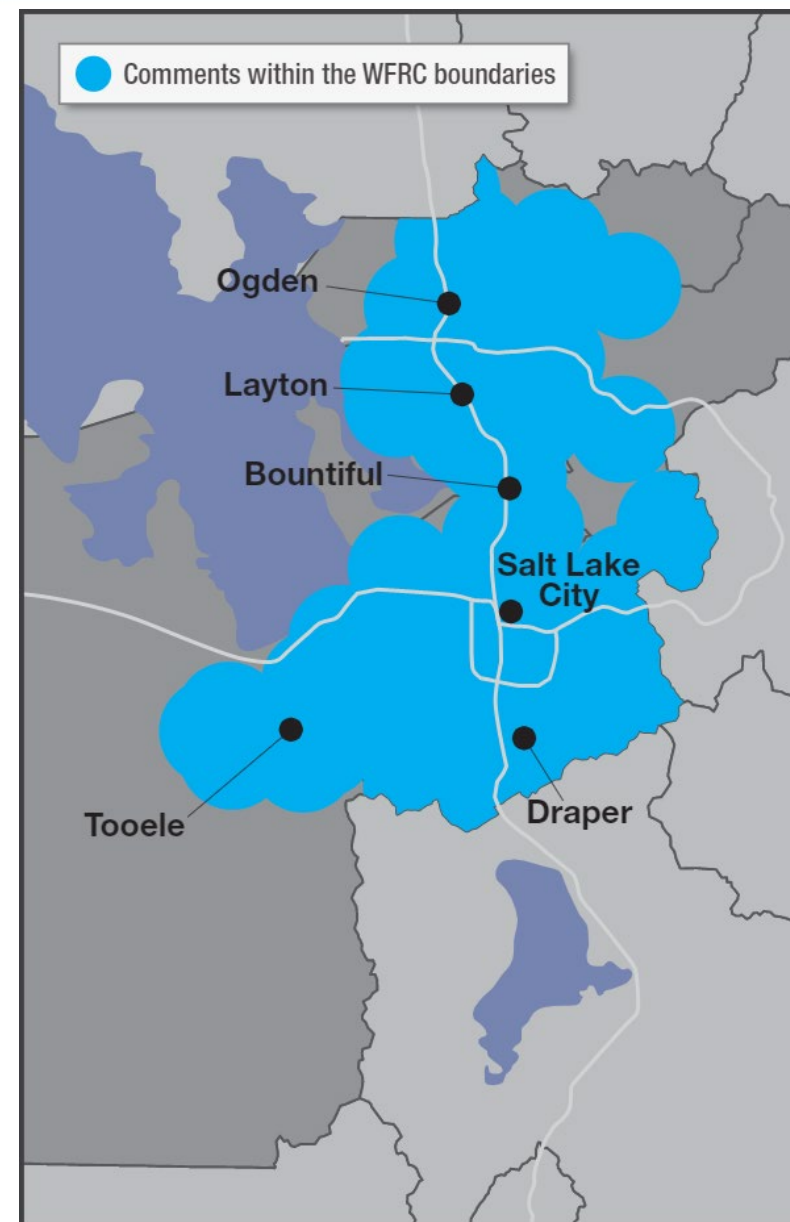 Comments within the WFRC boundaries
Ogden
Layton
Bountiful
Salt Lake
City
Tooele
Draper